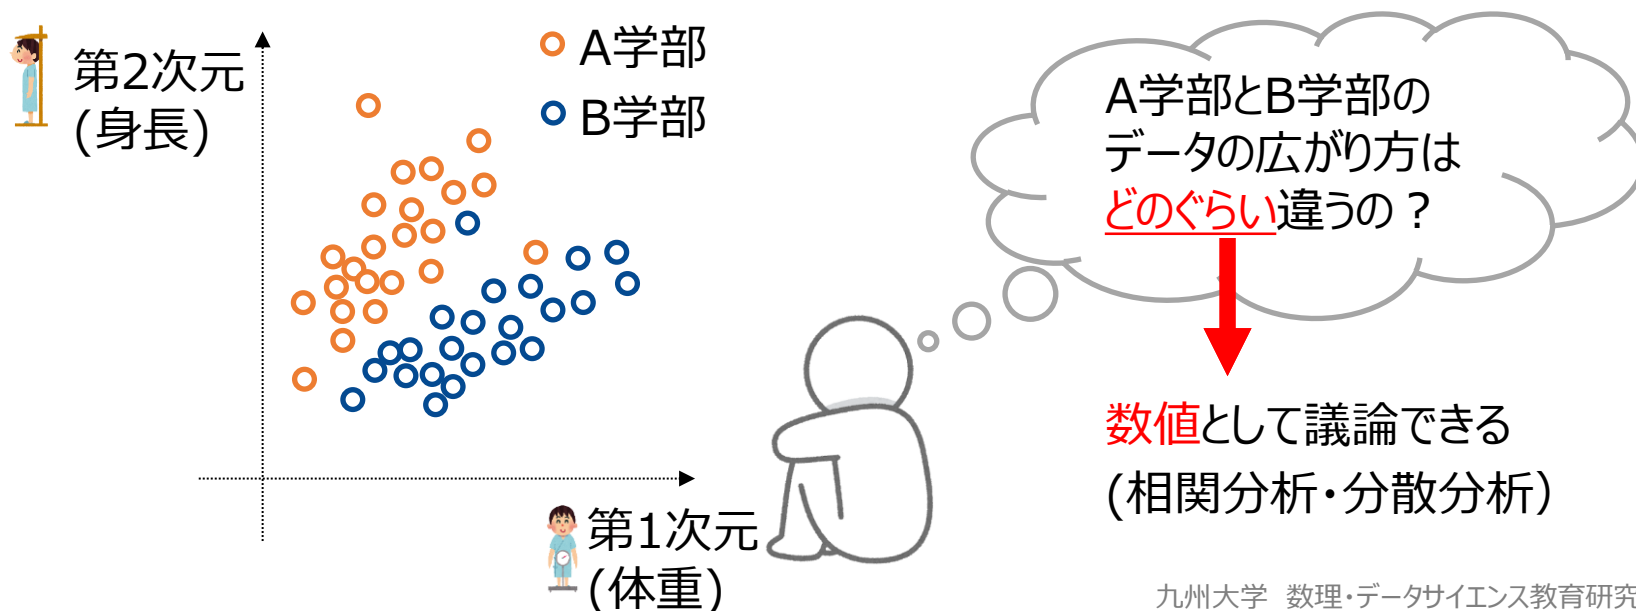 第2次元
(身長)
A学部
B学部
第1次元
(体重)
A学部とB学部の
データの広がり方は
どのぐらい違うの？
数値として議論できる
(相関分析・分散分析)
九州大学 数理・データサイエンス教育研究